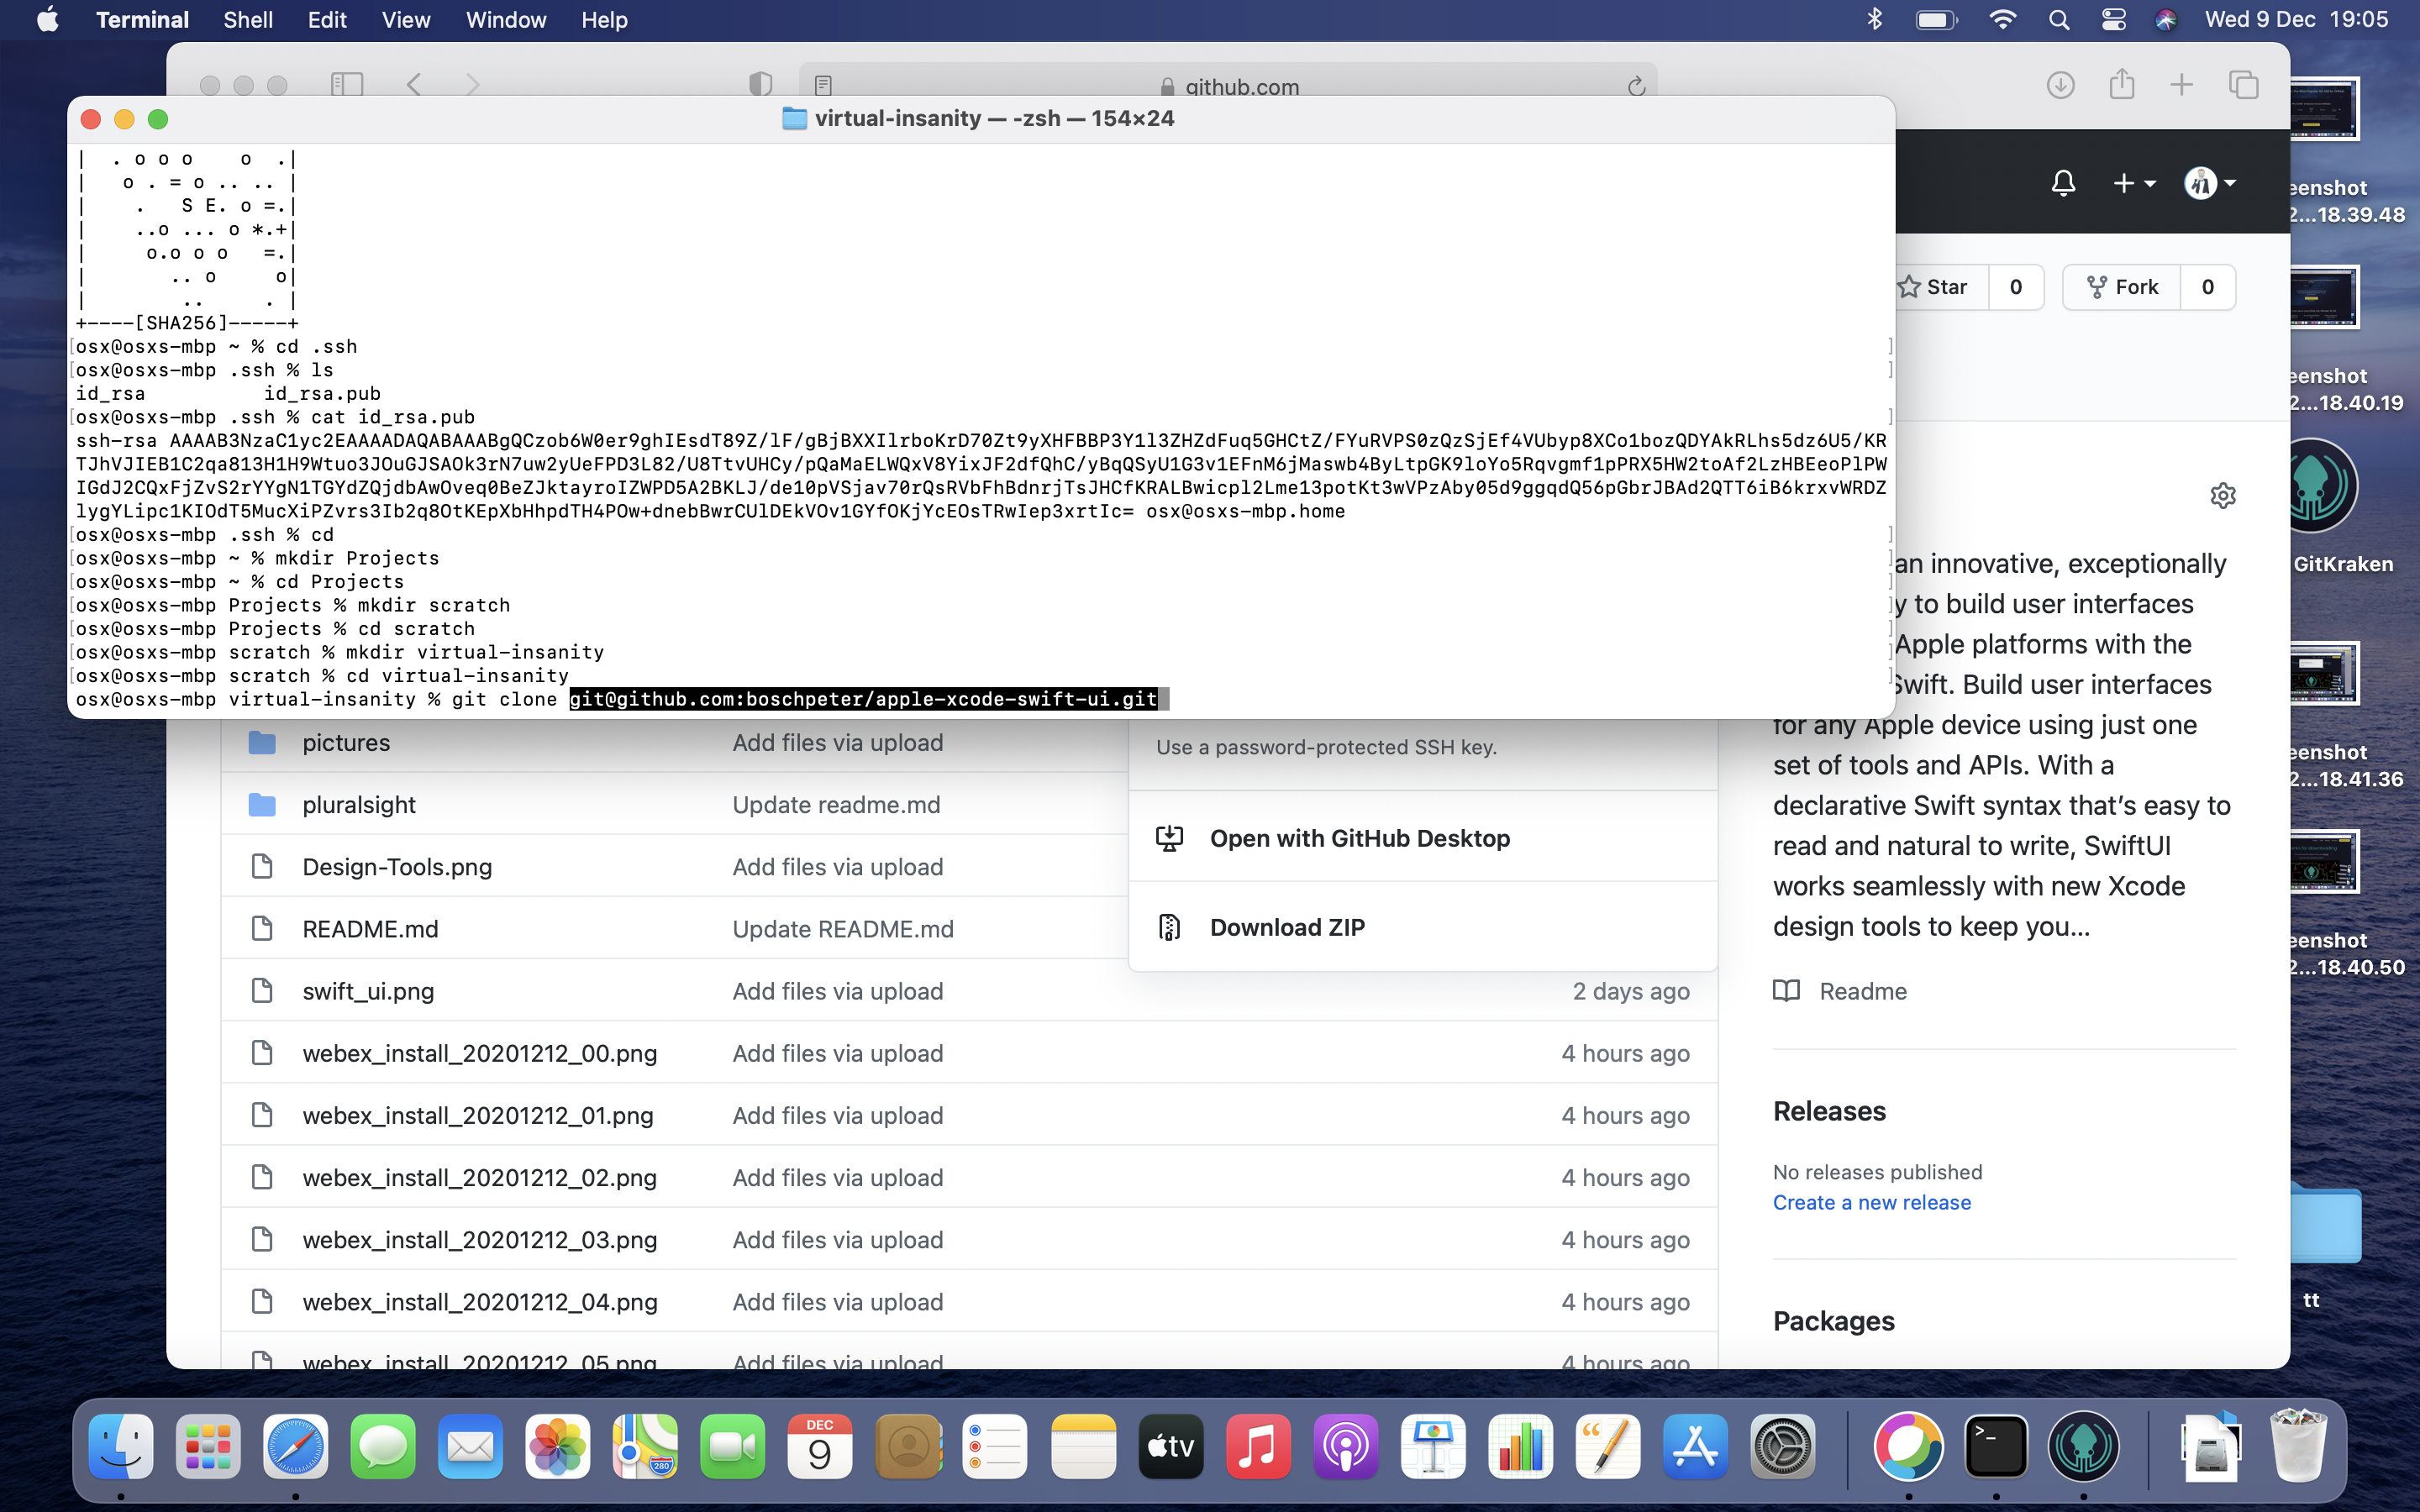 Terminal Shell Edit View Window Help
Wed 9 Dec 19:05
github.com
virtual-insanity — -zsh — 154×24
|  . o o o    o  .|
|   o . = o .. .. |
|    .   S E. o =.|
|    ..o ... o *.+|
|     o.o o o   =.|
|       .. o     o|
|        ..     . |
+----[SHA256]-----+
osx@osxs-mbp ~ % cd .ssh
osx@osxs-mbp .ssh % ls
id_rsa id_rsa.pub
osx@osxs-mbp .ssh % cat id_rsa.pub
ssh-rsa AAAAB3NzaC1yc2EAAAADAQABAAABgQCzob6W0er9ghIEsdT89Z/lF/gBjBXXIlrboKrD70Zt9yXHFBBP3Y1l3ZHZdFuq5GHCtZ/FYuRVPS0zQzSjEf4VUbyp8XCo1bozQDYAkRLhs5dz6U5/KR
TJhVJIEB1C2qa813H1H9Wtuo3JOuGJSAOk3rN7uw2yUeFPD3L82/U8TtvUHCy/pQaMaELWQxV8YixJF2dfQhC/yBqQSyU1G3v1EFnM6jMaswb4ByLtpGK9loYo5Rqvgmf1pPRX5HW2toAf2LzHBEeoPlPW
IGdJ2CQxFjZvS2rYYgN1TGYdZQjdbAwOveq0BeZJktayroIZWPD5A2BKLJ/de10pVSjav70rQsRVbFhBdnrjTsJHCfKRALBwicpl2Lme13potKt3wVPzAby05d9ggqdQ56pGbrJBAd2QTT6iB6krxvWRDZ
lygYLipc1KIOdT5MucXiPZvrs3Ib2q8OtKEpXbHhpdTH4POw+dnebBwrCUlDEkVOv1GYfOKjYcEOsTRwIep3xrtIc= osx@osxs-mbp.home
osx@osxs-mbp .ssh % cd
osx@osxs-mbp ~ % mkdir Projects
osx@osxs-mbp ~ % cd Projects
osx@osxs-mbp Projects % mkdir scratch
osx@osxs-mbp Projects % cd scratch
osx@osxs-mbp scratch % mkdir virtual-insanity
osx@osxs-mbp scratch % cd virtual-insanity
osx@osxs-mbp virtual-insanity % git clone git@github.com:boschpeter/apple-xcode-swift-ui.git
Star 0 Fork 0
an innovative, exceptionally
y to build user interfaces
Apple platforms with the
Swift. Build user interfaces
for any Apple device using just one
set of tools and APIs. With a
declarative Swift syntax that's easy to
read and natural to write, SwiftUI
works seamlessly with new Xcode
design tools to keep you...
Readme
Releases
No releases published
Create a new release
Packages
Use a password-protected SSH key.
Open with GitHub Desktop
Download ZIP
pictures Add files via upload
pluralsight Update readme.md
Design-Tools.png Add files via upload
README.md Update README.md
swift_ui.png Add files via upload 2 days ago
webex_install_20201212_00.png Add files via upload 4 hours ago
webex_install_20201212_01.png Add files via upload 4 hours ago
webex_install_20201212_02.png Add files via upload 4 hours ago
webex_install_20201212_03.png Add files via upload 4 hours ago
webex_install_20201212_04.png Add files via upload 4 hours ago
webex_install_20201212_05.png Add files via upload 4 hours ago
eenshot
2...18.39.48
eenshot
2...18.40.19
GitKraken
eenshot
2...18.41.36
eenshot
2...18.40.50
tt
DEC
9
tv
280